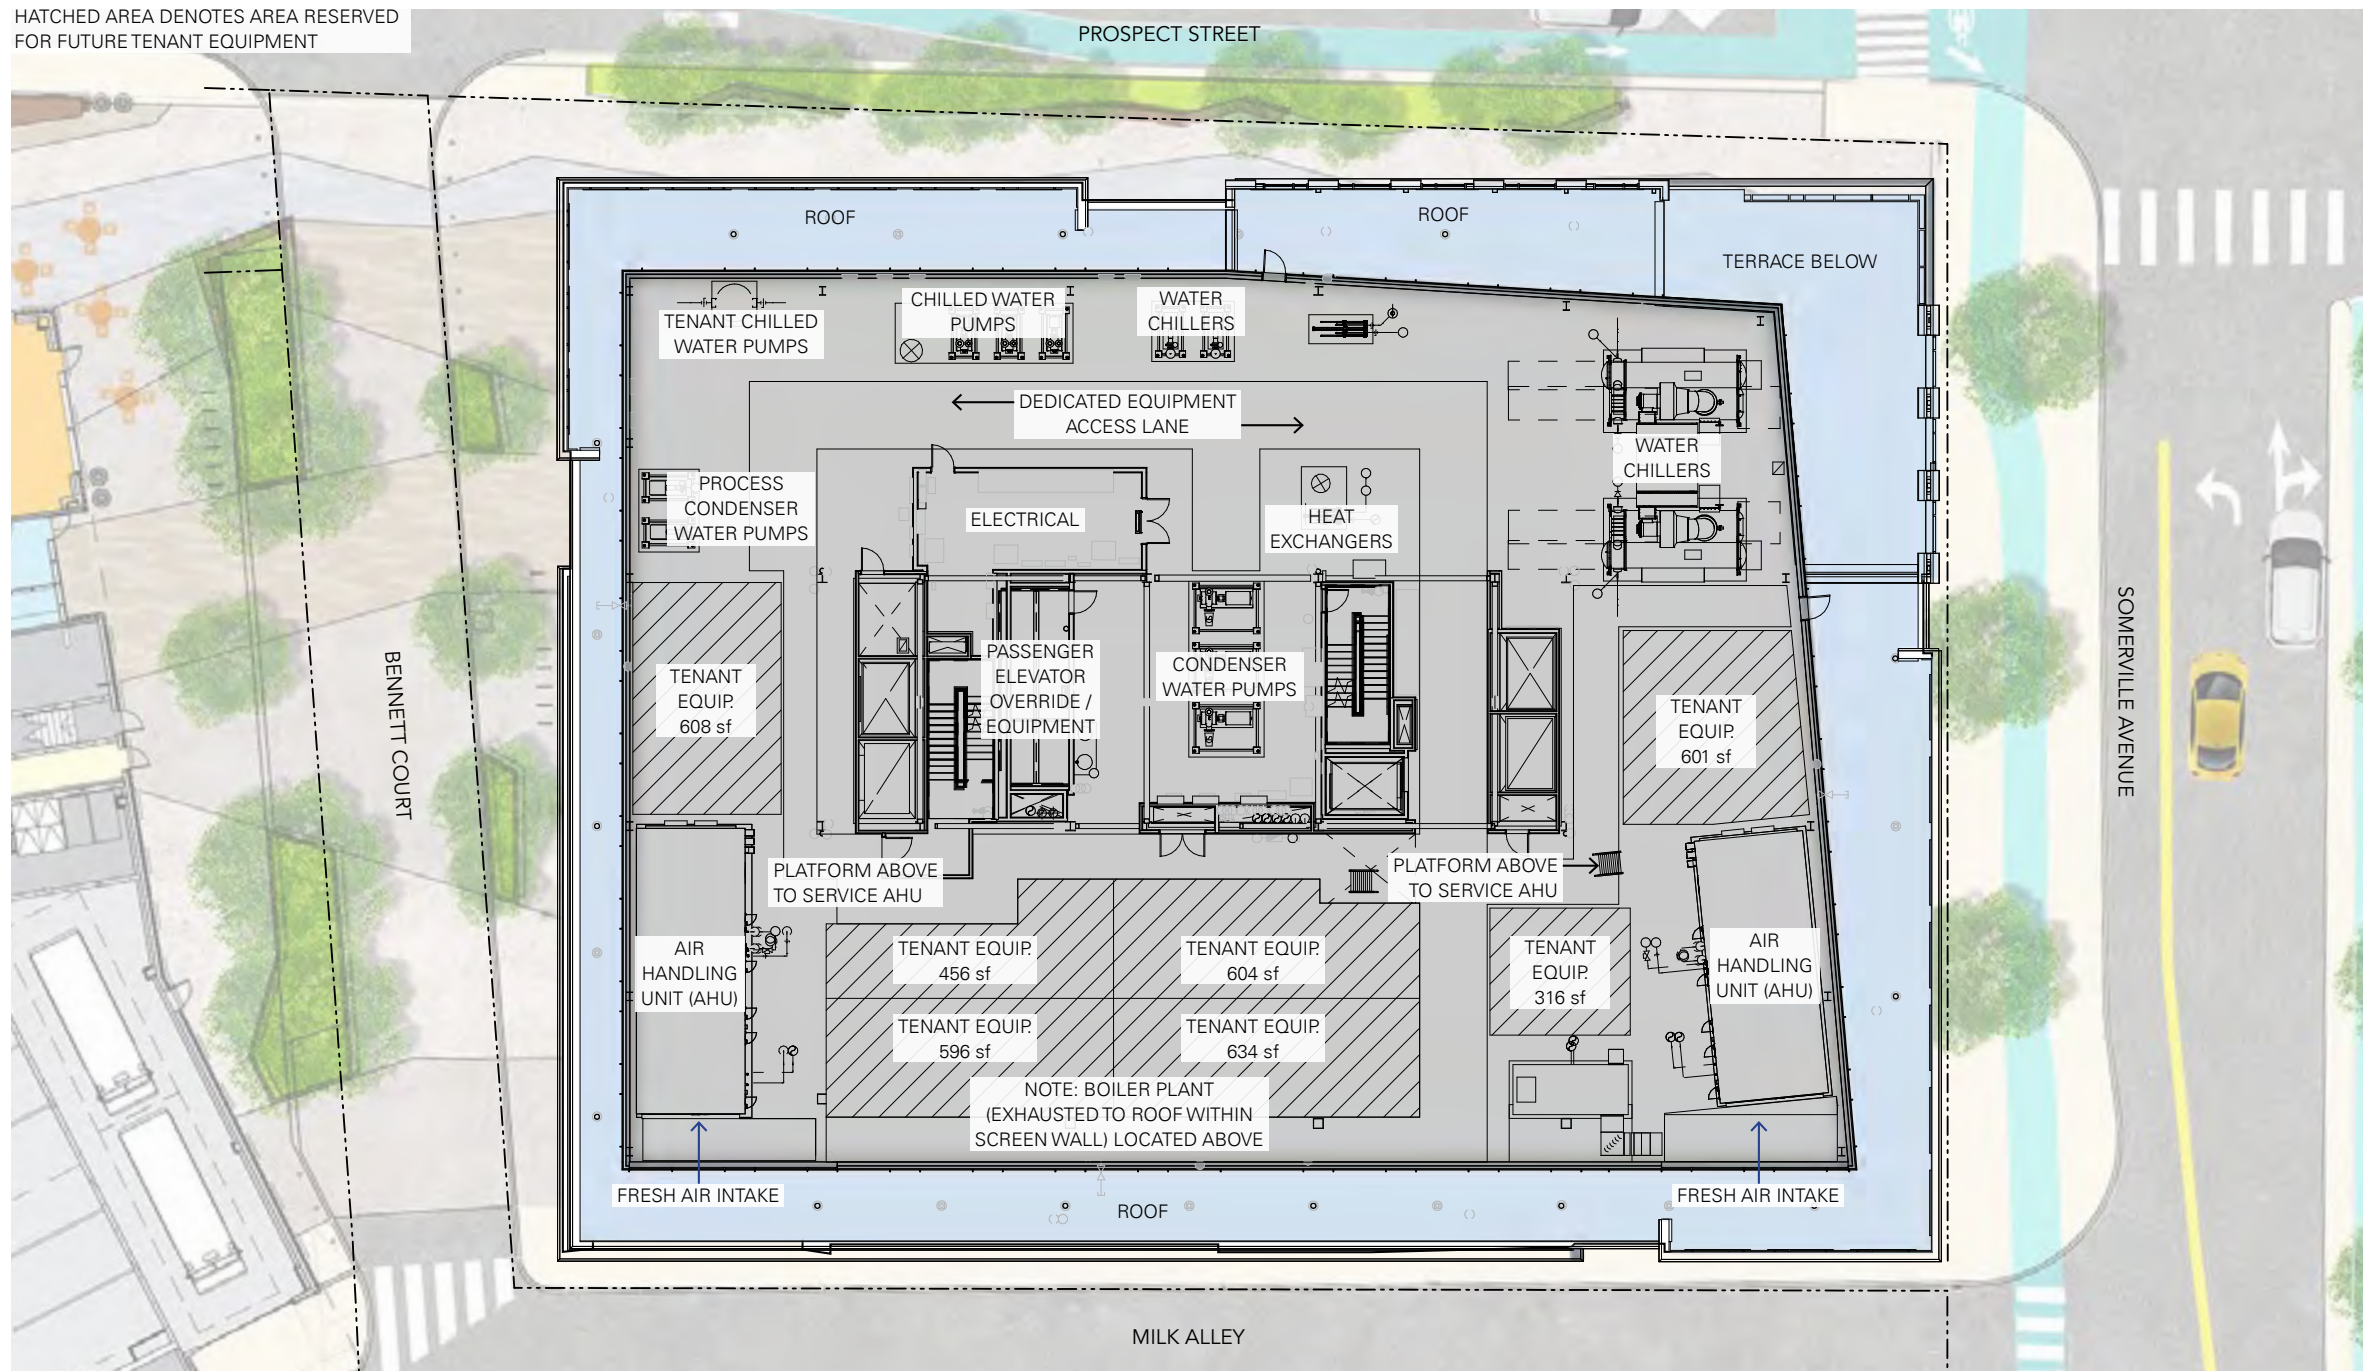 HATCHED AREA DENOTES AREA RESERVED
FOR FUTURE TENANT EQUIPMENT
PROSPECT STREET
ROOF
ROOF
TERRACE BELOW
TENANT CHILLED
WATER PUMPS
CHILLED WATER
PUMPS
WATER
CHILLERS
DEDICATED EQUIPMENT
ACCESS LANE
WATER
CHILLERS
PROCESS
CONDENSER
WATER PUMPS
ELECTRICAL
HEAT
EXCHANGERS
TENANT
EQUIP.
608 sf
PASSENGER
ELEVATOR
OVERRIDE /
EQUIPMENT
CONDENSER
WATER PUMPS
TENANT
EQUIP.
601 sf
BENNETT COURT
SOMERVILLE AVENUE
PLATFORM ABOVE
TO SERVICE AHU
PLATFORM ABOVE
TO SERVICE AHU
AIR
HANDLING
UNIT (AHU)
TENANT EQUIP.
456 sf
TENANT EQUIP.
604 sf
TENANT
EQUIP.
316 sf
AIR
HANDLING
UNIT (AHU)
TENANT EQUIP.
596 sf
TENANT EQUIP.
634 sf
NOTE: BOILER PLANT
(EXHAUSTED TO ROOF WITHIN
SCREEN WALL) LOCATED ABOVE
FRESH AIR INTAKE
ROOF
FRESH AIR INTAKE
MILK ALLEY